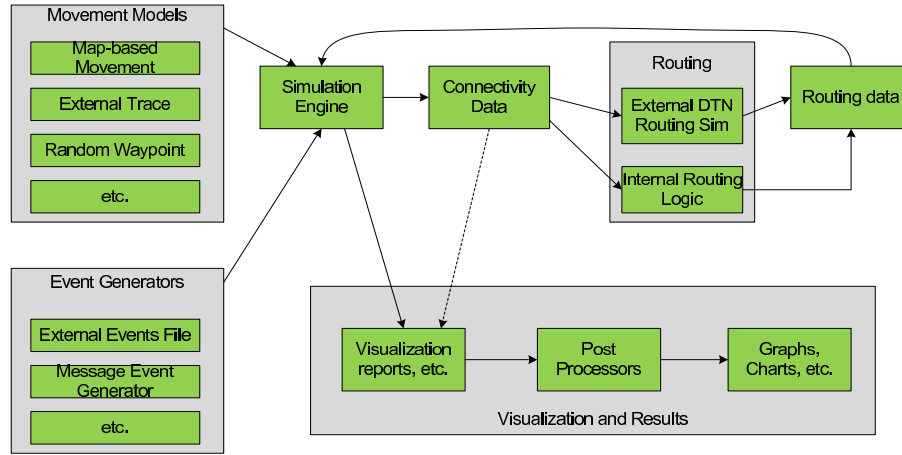 Movement Models
Map-based
Movement
External Trace
Random Waypoint
etc.
Event Generators
External Events File
Message Event
Generator
etc.
Simulation
Engine
Connectivity
Data
Routing
External DTN
Routing Sim
Internal Routing
Logic
Routing data
Visualization
reports, etc.
Post
Processors
Graphs,
Charts, etc.
Visualization and Results